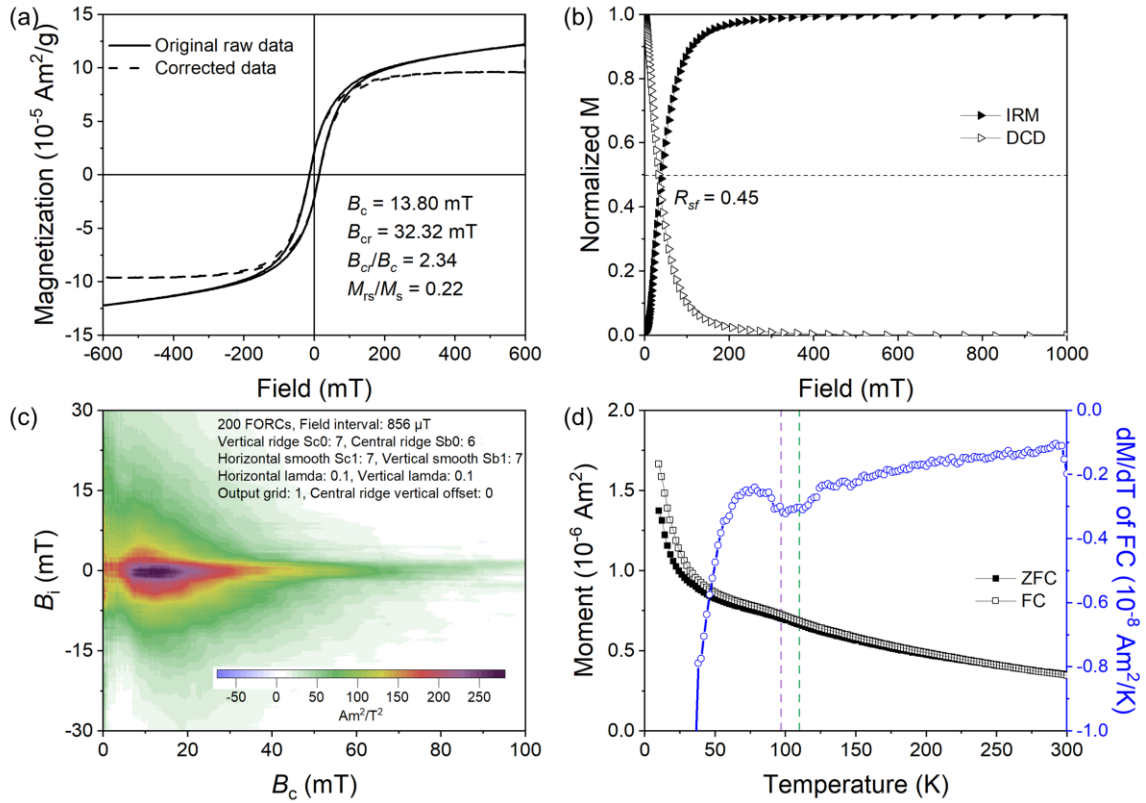 (a)
15
10
5
0
-5
-10
-15
Magnetization (10⁻⁵ Am²/g)
Original raw data
Corrected data
Bc = 13.80 mT
Bcr = 32.32 mT
Bcr/Bc = 2.34
Mrs/Ms = 0.22
-600 -400 -200 0 200 400 600
Field (mT)
(b)
1.0
0.8
0.6
0.4
0.2
0.0
Normalized M
IRM
DCD
Rsf = 0.45
0 200 400 600 800 1000
Field (mT)
(c)
30
15
0
-15
-30
Bi (mT)
200 FORCs, Field interval: 856 µT
Vertical ridge Sc0: 7, Central ridge Sb0: 6
Horizontal smooth Sc1: 7, Vertical smooth Sb1: 7
Horizontal lamda: 0.1, Vertical lamda: 0.1
Output grid: 1, Central ridge vertical offset: 0
-50 0 50 100 150 200 250
Am²/T²
0 20 40 60 80 100
Bc (mT)
(d)
2.0
1.5
1.0
0.5
0.0
Moment (10⁻⁶ Am²)
ZFC
FC
0.0
-0.2
-0.4
-0.6
-0.8
-1.0
dM/dT of FC (10⁻⁸ Am²/K)
0 50 100 150 200 250 300
Temperature (K)